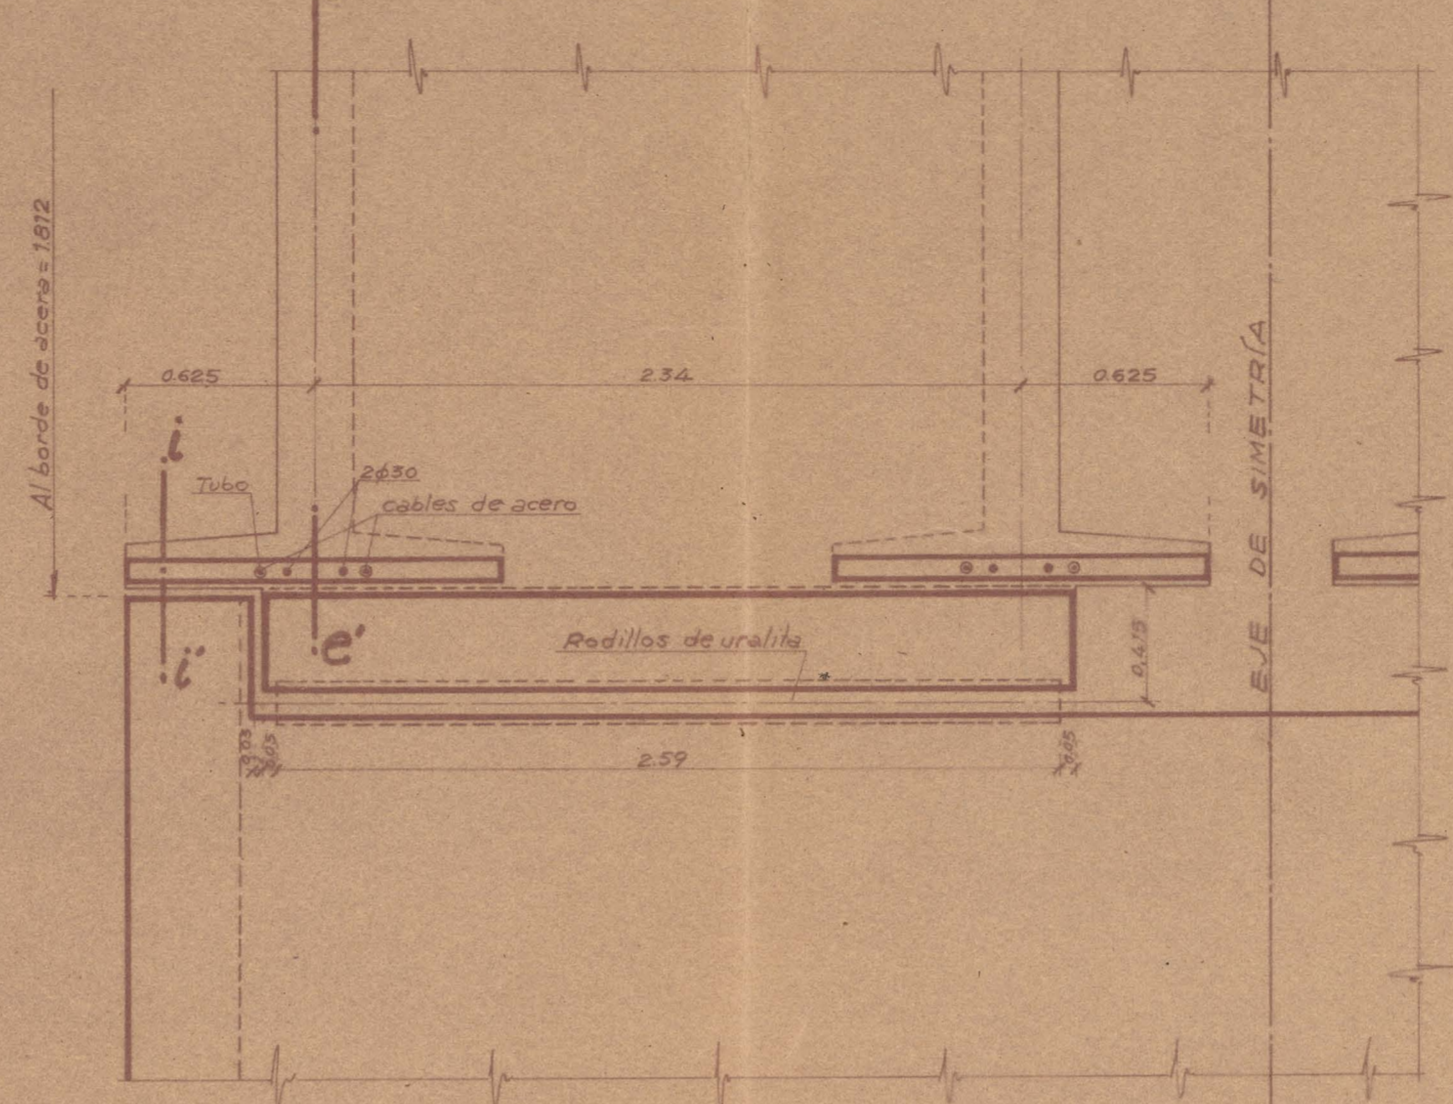 Al borde de acera = 1.812
0.625
2.34
0.625
i
Tubo
2ϕ30
cables de acero
EJE DE SIMETRÍA
Rodillos de uralita
e'
i'
0.415
0.03
0.05
2.59
0.05